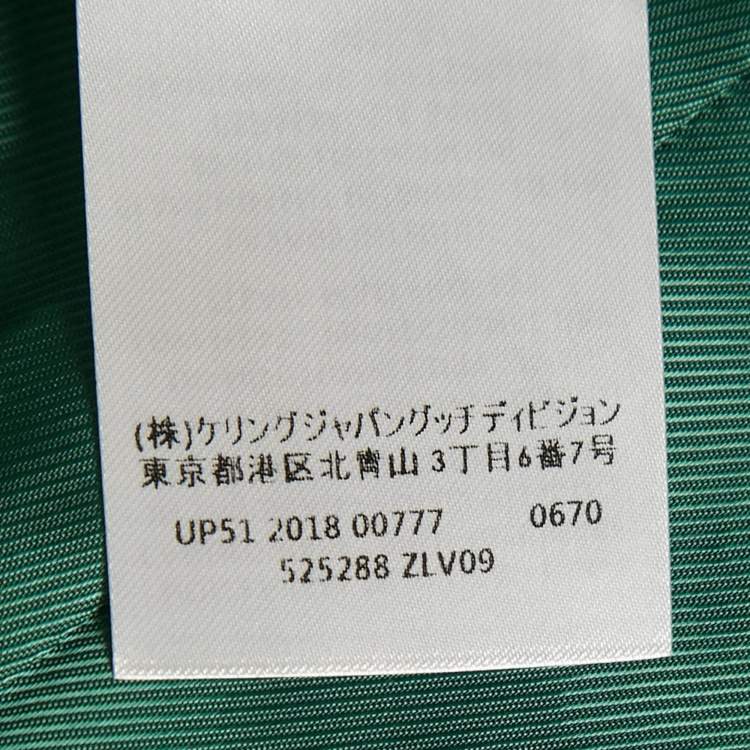 (株)ケリングジャパングッチディビジョン
東京都港区北青山3丁目6番7号
UP51 2018 00777 0670
525288 ZLV09